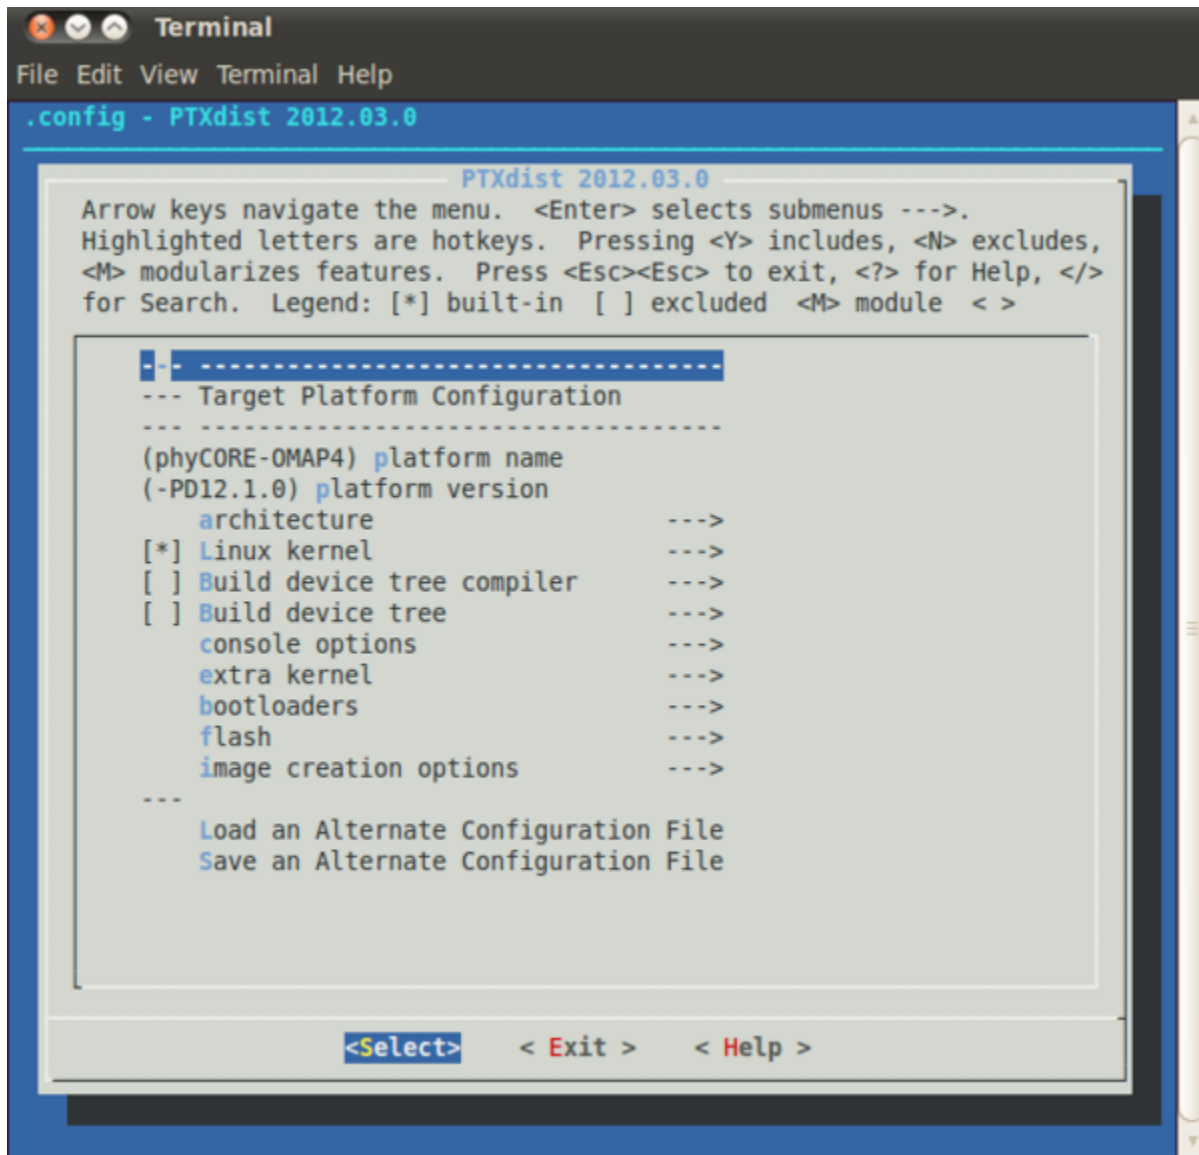 Terminal
File Edit View Terminal Help
.config - PTXdist 2012.03.0
PTXdist 2012.03.0
Arrow keys navigate the menu.  <Enter> selects submenus --->.
Highlighted letters are hotkeys.  Pressing <Y> includes, <N> excludes,
<M> modularizes features.  Press <Esc><Esc> to exit, <?> for Help, </>
for Search.  Legend: [*] built-in  [ ] excluded  <M> module  < >
--- ------------------------------------
--- Target Platform Configuration
--- ------------------------------------
(phyCORE-OMAP4) platform name
(-PD12.1.0) platform version
architecture --->
[*] Linux kernel --->
[ ] Build device tree compiler --->
[ ] Build device tree --->
console options --->
extra kernel --->
bootloaders --->
flash --->
image creation options --->
---
Load an Alternate Configuration File
Save an Alternate Configuration File
<Select> < Exit > < Help >